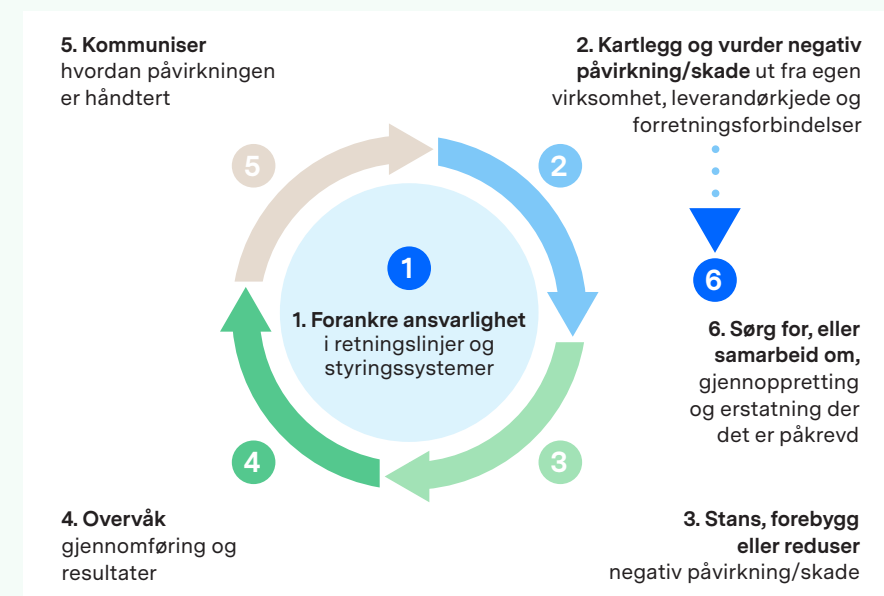 5. Kommuniser
hvordan påvirkningen
er håndtert
2. Kartlegg og vurder negativ
påvirkning/skade ut fra egen
virksomhet, leverandørkjede og
forretningsforbindelser
5
2
1
1. Forankre ansvarlighet
i retningslinjer og
styringssystemer
6
6. Sørg for, eller
samarbeid om,
gjennoppretting
og erstatning der
det er påkrevd
4
3
4. Overvåk
gjennomføring og
resultater
3. Stans, forebygg
eller reduser
negativ påvirkning/skade